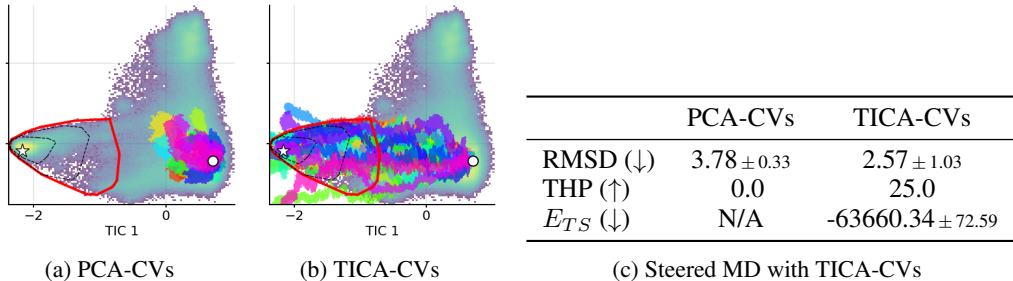 −2
0
TIC 1
(a) PCA-CVs
−2
0
TIC 1
(b) TICA-CVs
PCA-CVs TICA-CVs
RMSD (↓) 3.78 ± 0.33 2.57 ± 1.03
THP (↑) 0.0 25.0
E_{TS} (↓) N/A -63660.34 ± 72.59
(c) Steered MD with TICA-CVs